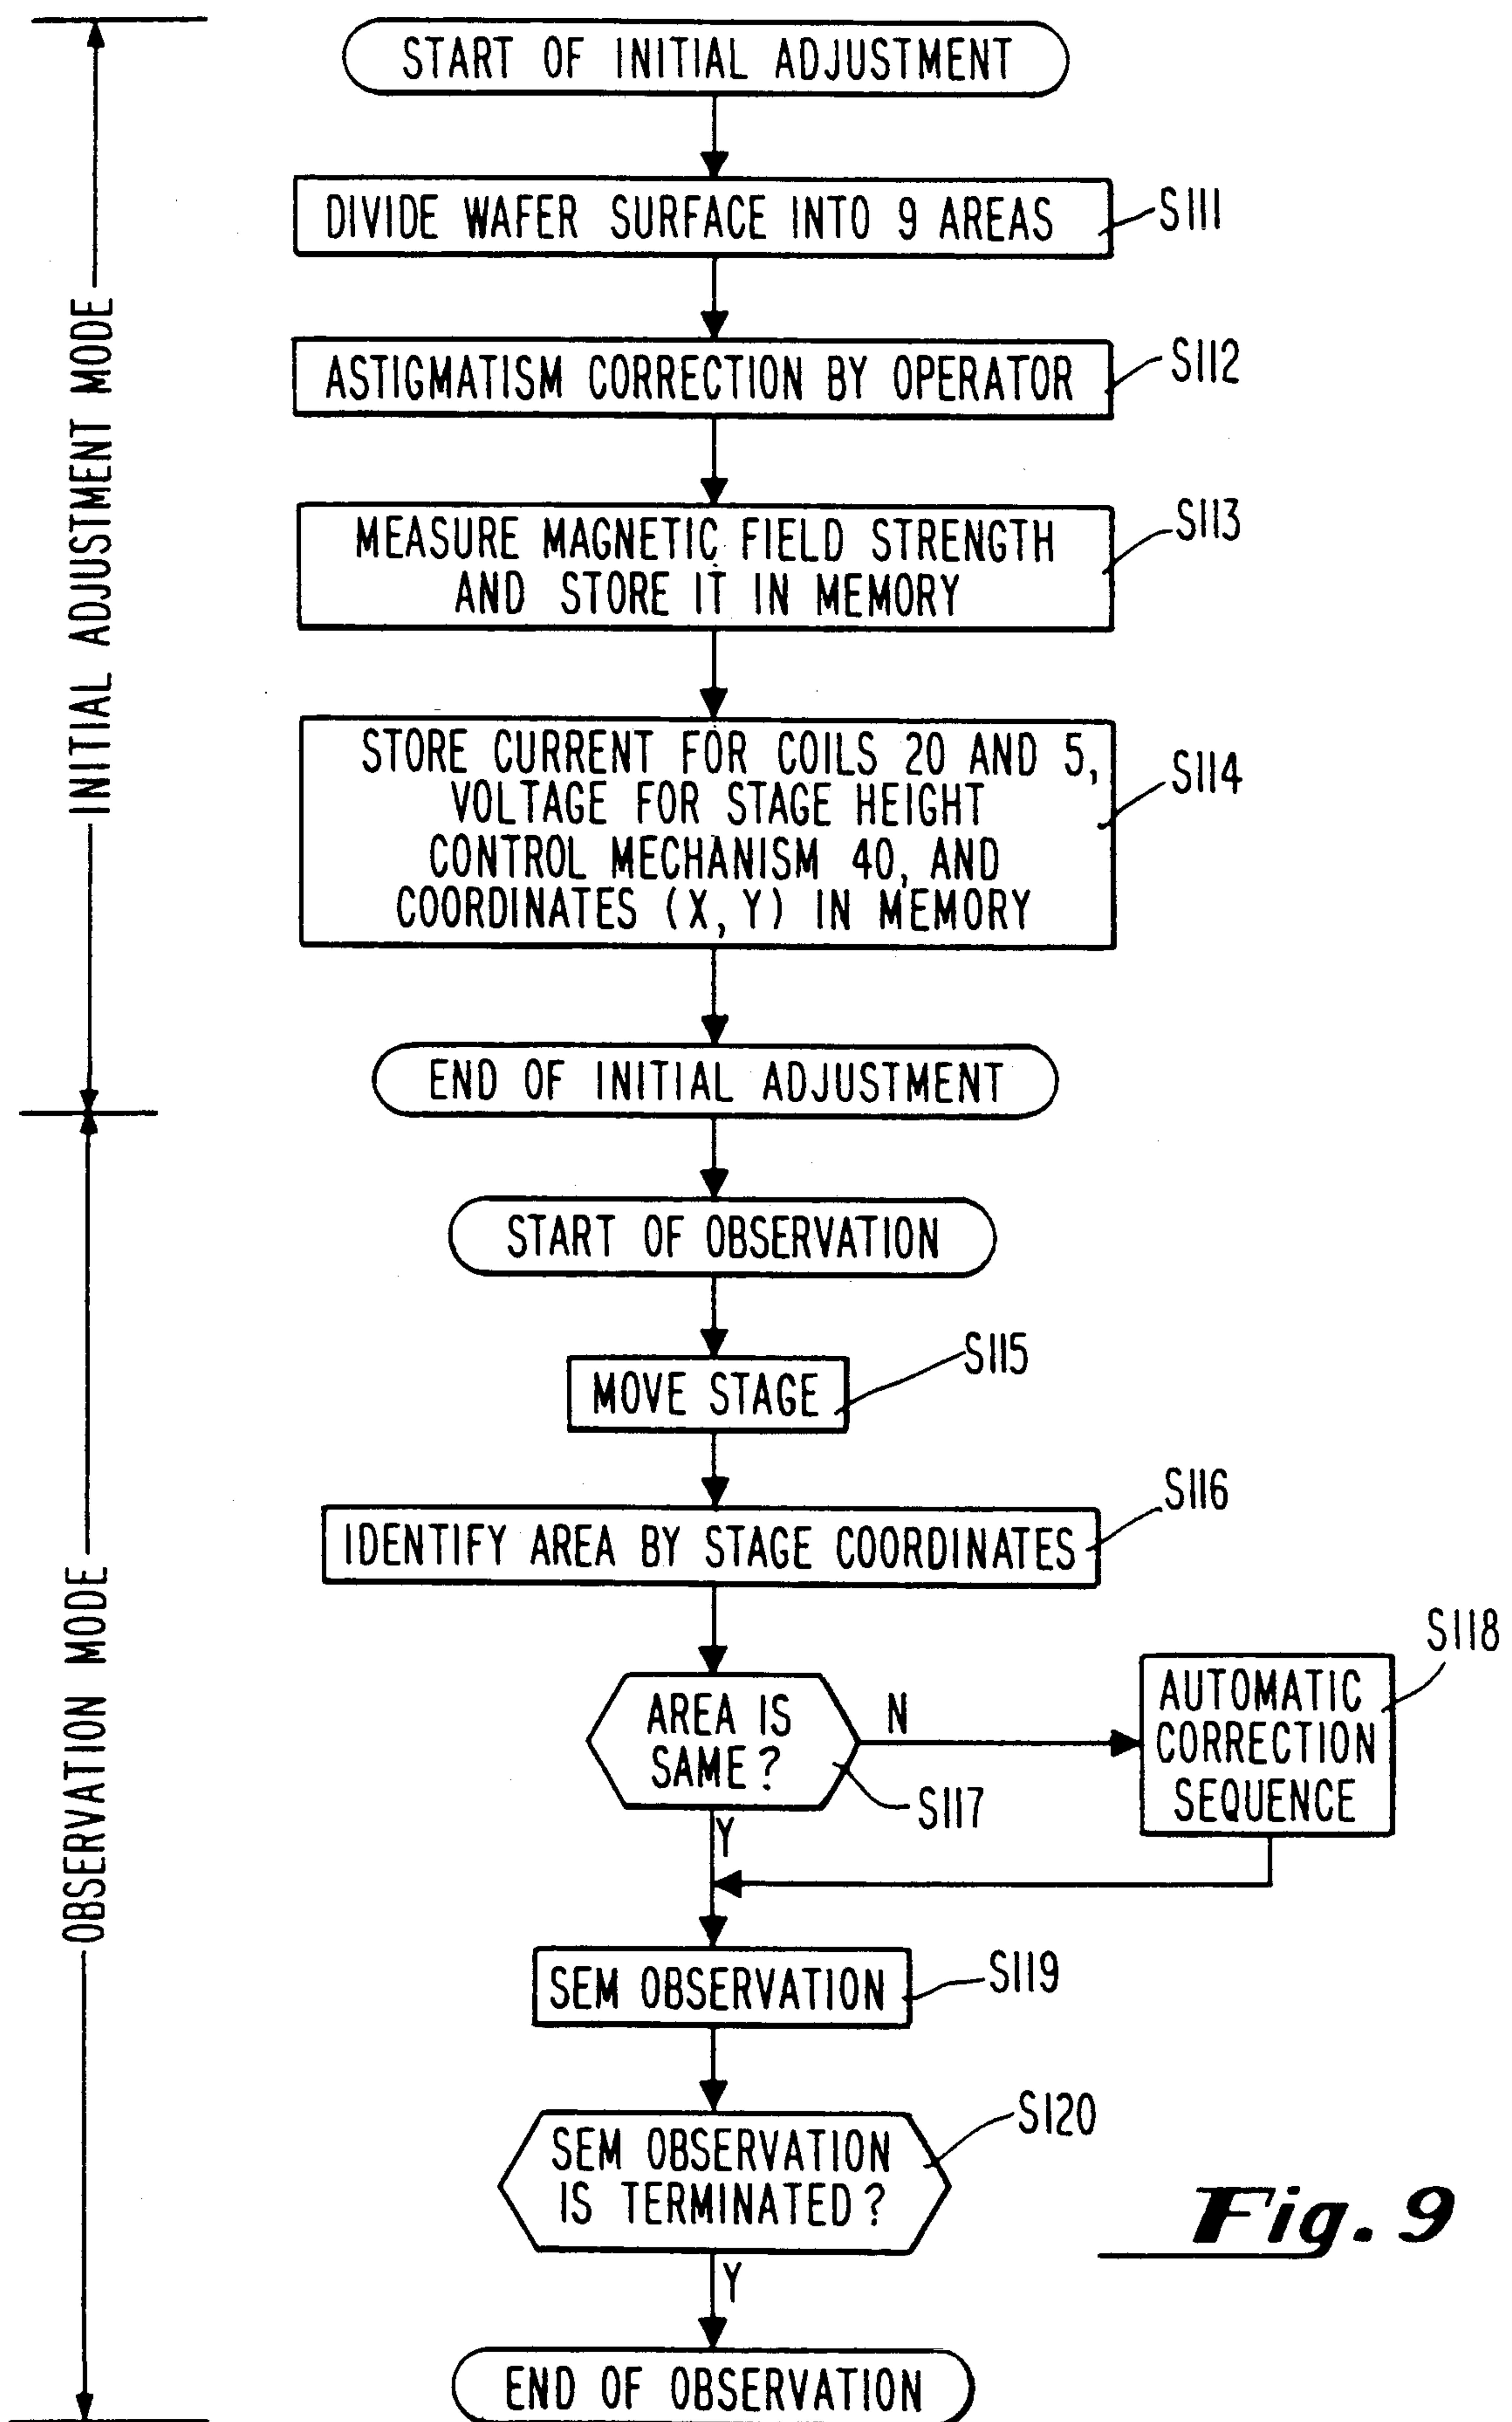 START OF INITIAL ADJUSTMENT
DIVIDE WAFER SURFACE INTO 9 AREAS
S111
ASTIGMATISM CORRECTION BY OPERATOR
S112
MEASURE MAGNETIC FIELD STRENGTH
AND STORE IT IN MEMORY
S113
STORE CURRENT FOR COILS 20 AND 5,
VOLTAGE FOR STAGE HEIGHT
CONTROL MECHANISM 40, AND
COORDINATES (X, Y) IN MEMORY
S114
END OF INITIAL ADJUSTMENT
INITIAL ADJUSTMENT MODE
START OF OBSERVATION
MOVE STAGE
S115
IDENTIFY AREA BY STAGE COORDINATES
S116
AREA IS
SAME?
N
S117
Y
AUTOMATIC
CORRECTION
SEQUENCE
S118
SEM OBSERVATION
S119
SEM OBSERVATION
IS TERMINATED?
S120
Y
END OF OBSERVATION
OBSERVATION MODE
Fig. 9